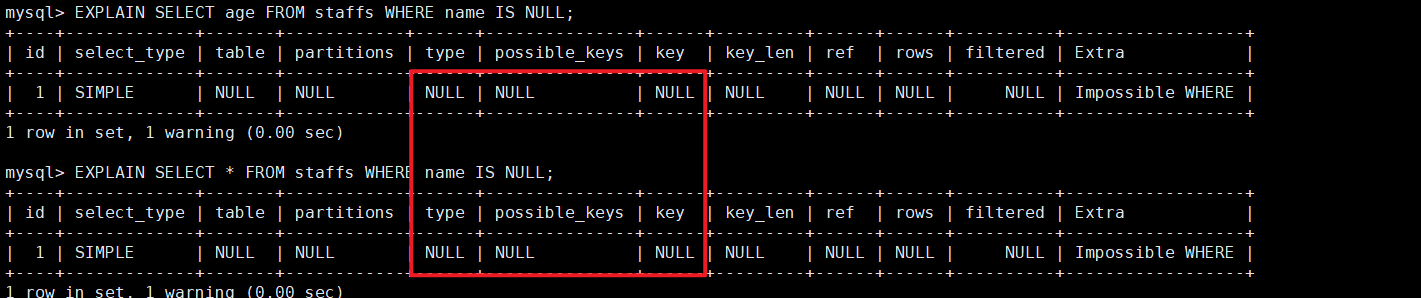 mysql> EXPLAIN SELECT age FROM staffs WHERE name IS NULL;
+----+-------------+-------+------------+------+---------------+------+---------+------+------+----------+------------------+
| id | select_type | table | partitions | type | possible_keys | key  | key_len | ref  | rows | filtered | Extra            |
+----+-------------+-------+------------+------+---------------+------+---------+------+------+----------+------------------+
|  1 | SIMPLE      | NULL  | NULL       | NULL | NULL          | NULL | NULL    | NULL | NULL |     NULL | Impossible WHERE |
+----+-------------+-------+------------+------+---------------+------+---------+------+------+----------+------------------+
1 row in set, 1 warning (0.00 sec)
mysql> EXPLAIN SELECT * FROM staffs WHERE name IS NULL;
+----+-------------+-------+------------+------+---------------+------+---------+------+------+----------+------------------+
| id | select_type | table | partitions | type | possible_keys | key  | key_len | ref  | rows | filtered | Extra            |
+----+-------------+-------+------------+------+---------------+------+---------+------+------+----------+------------------+
|  1 | SIMPLE      | NULL  | NULL       | NULL | NULL          | NULL | NULL    | NULL | NULL |     NULL | Impossible WHERE |
+----+-------------+-------+------------+------+---------------+------+---------+------+------+----------+------------------+
1 row in set, 1 warning (0.00 sec)